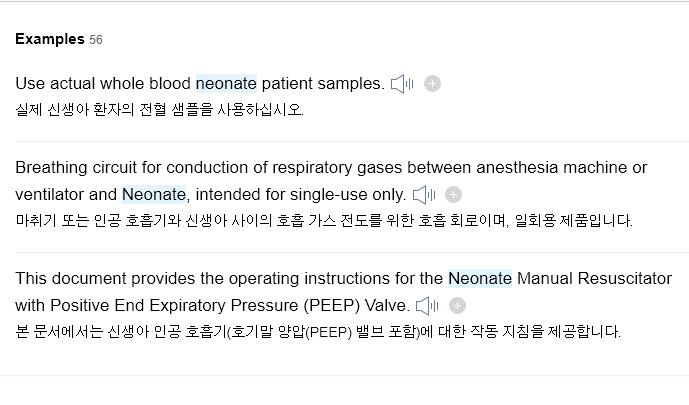 Examples 56
Use actual whole blood neonate patient samples.
실제 신생아 환자의 전혈 샘플을 사용하십시오.
Breathing circuit for conduction of respiratory gases between anesthesia machine or
ventilator and Neonate, intended for single-use only.
마취기 또는 인공 호흡기와 신생아 사이의 호흡 가스 전도를 위한 호흡 회로이며, 일회용 제품입니다.
This document provides the operating instructions for the Neonate Manual Resuscitator
with Positive End Expiratory Pressure (PEEP) Valve.
본 문서에서는 신생아 인공 호흡기(호기말 양압(PEEP) 밸브 포함)에 대한 작동 지침을 제공합니다.